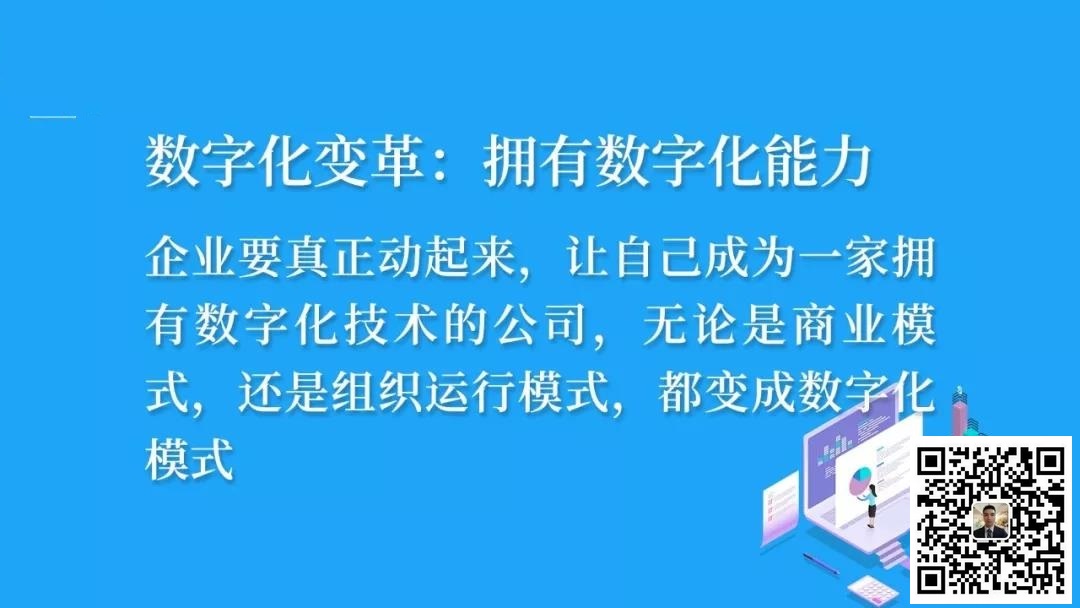 数字化变革：拥有数字化能力
企业要真正动起来，让自己成为一家拥
有数字化技术的公司，无论是商业模
式，还是组织运行模式，都变成数字化
模式